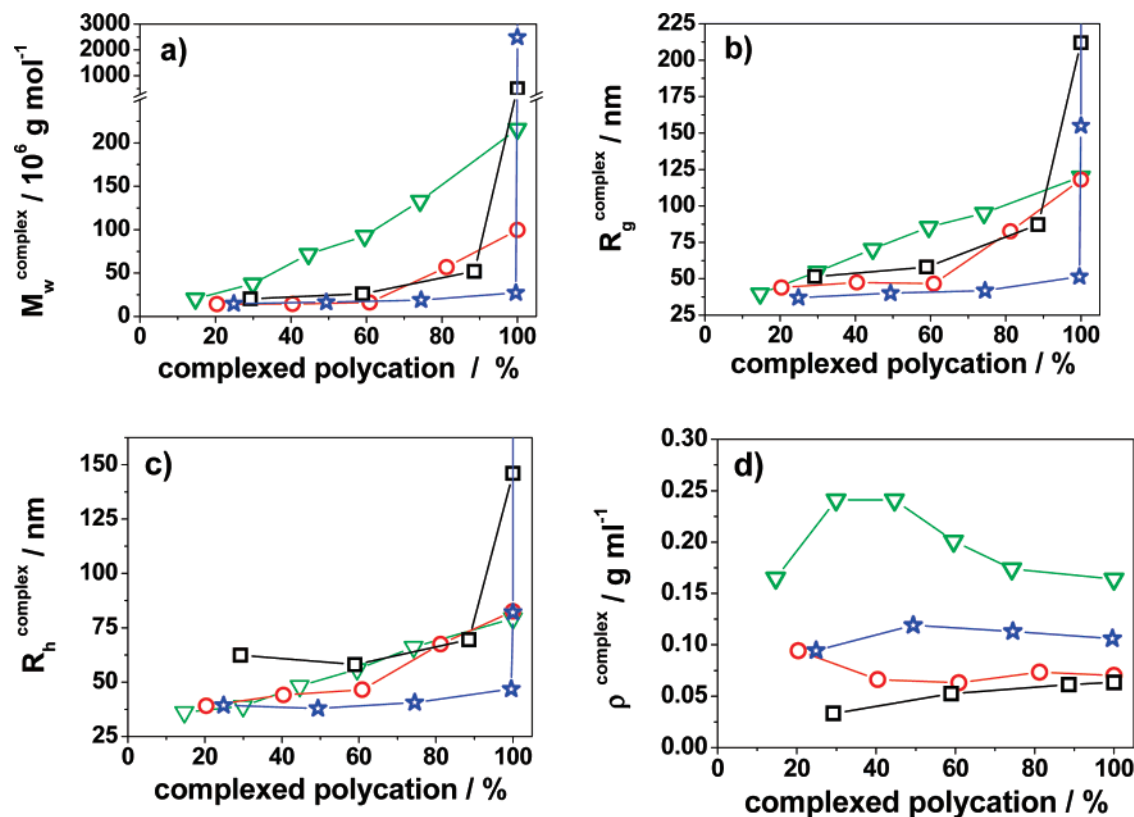 a)
M_w^complex / 10^6 g mol^-1
3000
2000
1000
200
150
100
50
0
0 20 40 60 80 100
complexed polycation / %
b)
R_g^complex / nm
225
200
175
150
125
100
75
50
25
0 20 40 60 80 100
complexed polycation / %
c)
R_h^complex / nm
150
125
100
75
50
25
0 20 40 60 80 100
complexed polycation / %
d)
ρ^complex / g ml^-1
0.30
0.25
0.20
0.15
0.10
0.05
0.00
0 20 40 60 80 100
complexed polycation / %